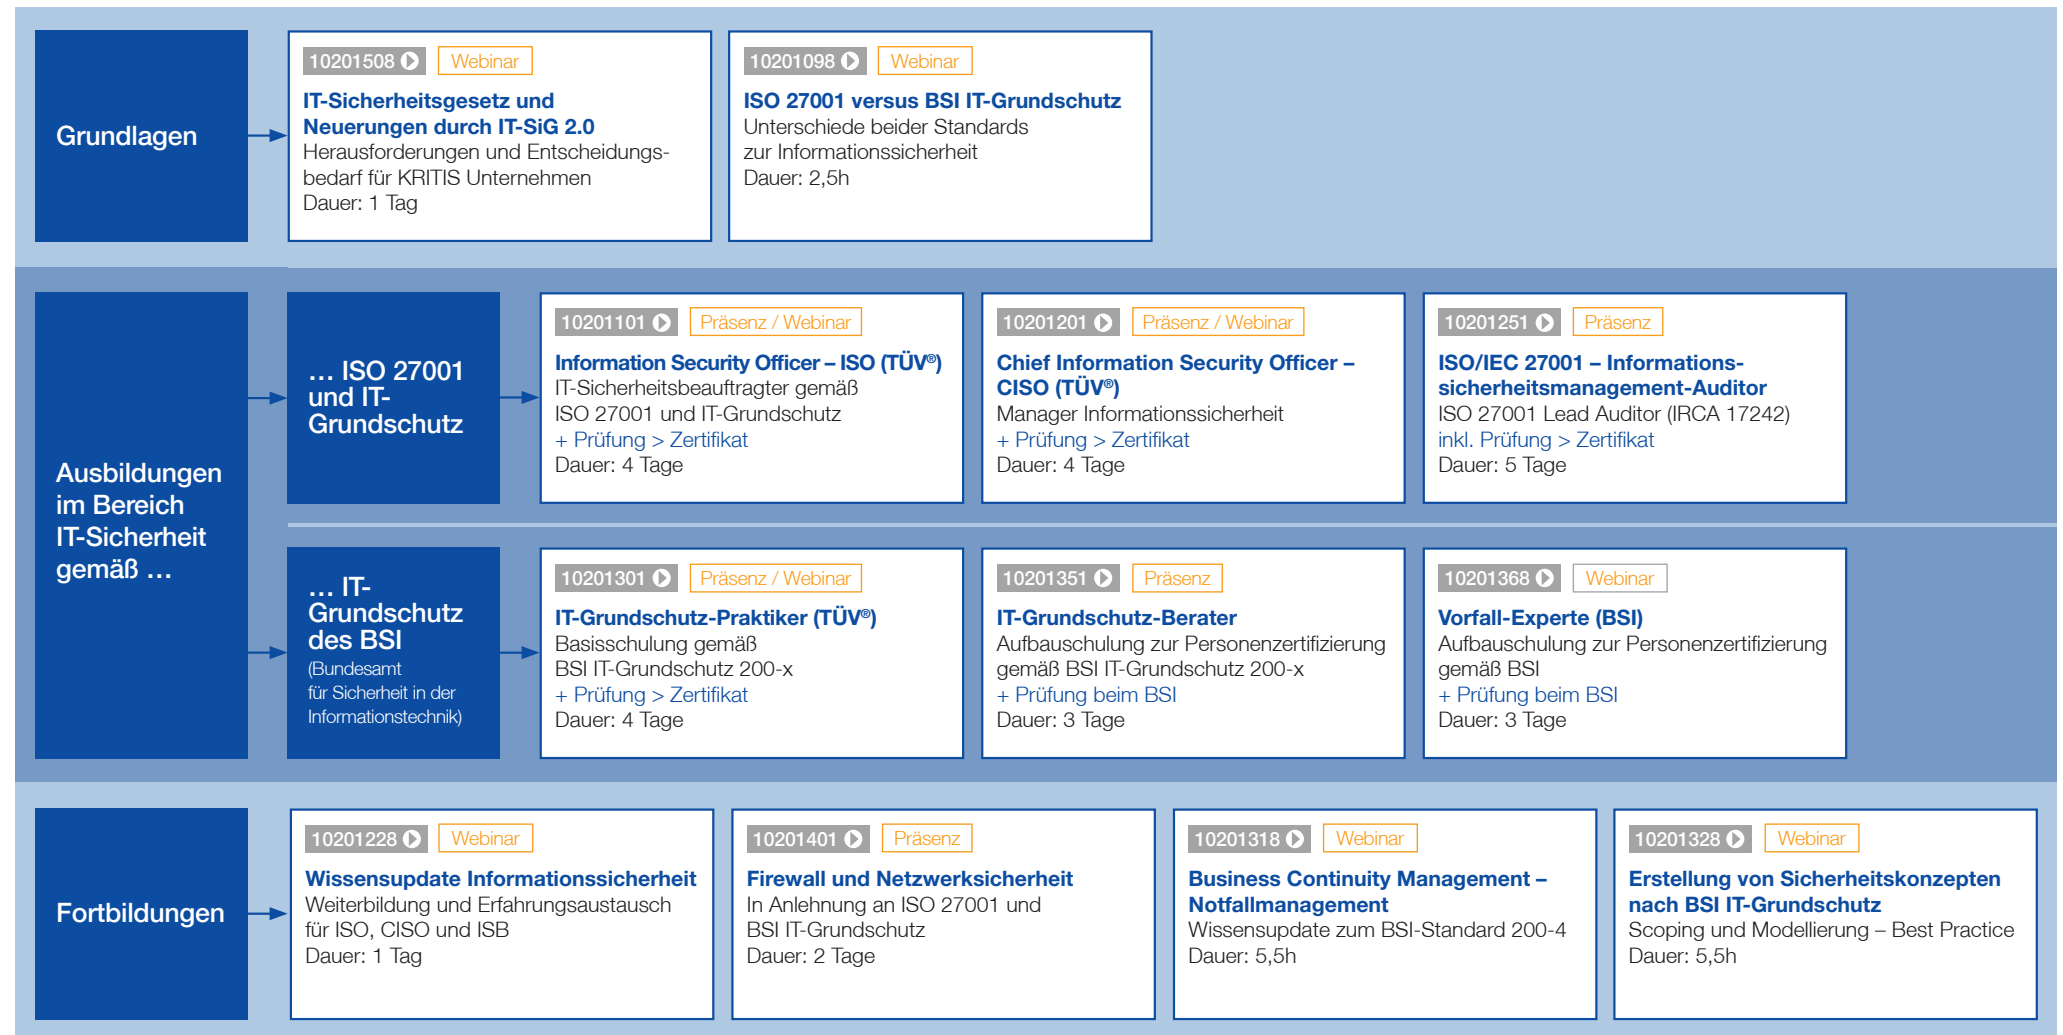 Grundlagen
10201508 Webinar
IT-Sicherheitsgesetz und
Neuerungen durch IT-SiG 2.0
Herausforderungen und Entscheidungs-
bedarf für KRITIS Unternehmen
Dauer: 1 Tag
10201098 Webinar
ISO 27001 versus BSI IT-Grundschutz
Unterschiede beider Standards
zur Informationssicherheit
Dauer: 2,5h
Ausbildungen
im Bereich
IT-Sicherheit
gemäß …
… ISO 27001
und IT-
Grundschutz
10201101 Präsenz / Webinar
Information Security Officer – ISO (TÜV®)
IT-Sicherheitsbeauftragter gemäß
ISO 27001 und IT-Grundschutz
+ Prüfung > Zertifikat
Dauer: 4 Tage
10201201 Präsenz / Webinar
Chief Information Security Officer –
CISO (TÜV®)
Manager Informationssicherheit
+ Prüfung > Zertifikat
Dauer: 4 Tage
10201251 Präsenz
ISO/IEC 27001 – Informations-
sicherheitsmanagement-Auditor
ISO 27001 Lead Auditor (IRCA 17242)
inkl. Prüfung > Zertifikat
Dauer: 5 Tage
… IT-
Grundschutz
des BSI
(Bundesamt
für Sicherheit in der
Informationstechnik)
10201301 Präsenz / Webinar
IT-Grundschutz-Praktiker (TÜV®)
Basisschulung gemäß
BSI IT-Grundschutz 200-x
+ Prüfung > Zertifikat
Dauer: 4 Tage
10201351 Präsenz
IT-Grundschutz-Berater
Aufbauschulung zur Personenzertifizierung
gemäß BSI IT-Grundschutz 200-x
+ Prüfung beim BSI
Dauer: 3 Tage
10201368 Webinar
Vorfall-Experte (BSI)
Aufbauschulung zur Personenzertifizierung
gemäß BSI
+ Prüfung beim BSI
Dauer: 3 Tage
Fortbildungen
10201228 Webinar
Wissensupdate Informationssicherheit
Weiterbildung und Erfahrungsaustausch
für ISO, CISO und ISB
Dauer: 1 Tag
10201401 Präsenz
Firewall und Netzwerksicherheit
In Anlehnung an ISO 27001 und
BSI IT-Grundschutz
Dauer: 2 Tage
10201318 Webinar
Business Continuity Management –
Notfallmanagement
Wissensupdate zum BSI-Standard 200-4
Dauer: 5,5h
10201328 Webinar
Erstellung von Sicherheitskonzepten
nach BSI IT-Grundschutz
Scoping und Modellierung – Best Practice
Dauer: 5,5h